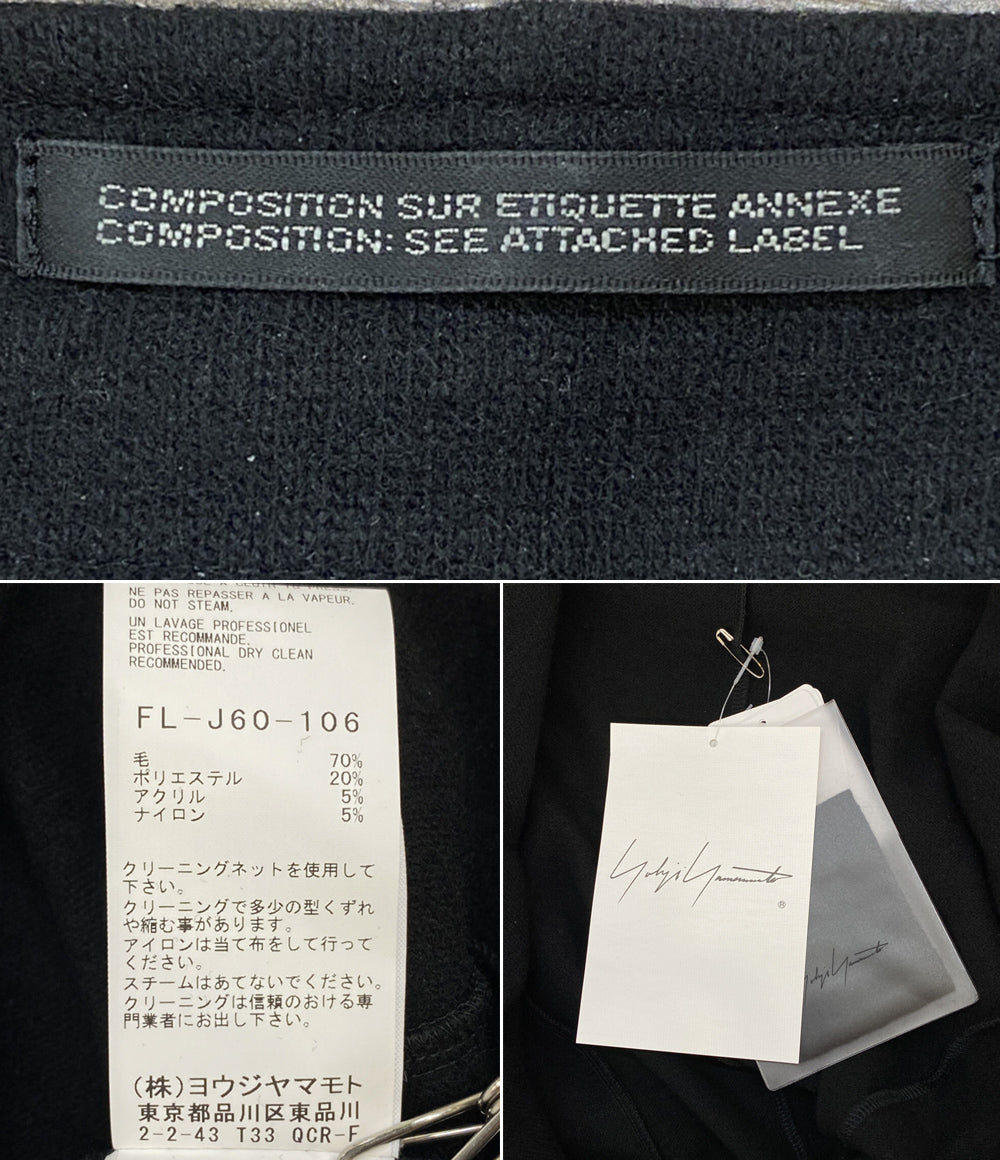 COMPOSITION SUR ETIQUETTE ANNEXE
COMPOSITION: SEE ATTACHED LABEL
NE PAS REPASSER A LA VAPEUR.
DO NOT STEAM.
UN LAVAGE PROFESSIONEL
EST RECOMMANDE.
PROFESSIONAL DRY CLEAN
RECOMMENDED.
FL-J60-106
毛 70%
ポリエステル 20%
アクリル 5%
ナイロン 5%
クリーニングネットを使用して
下さい。
クリーニングで多少の型くずれ
や縮む事があります。
アイロンは当て布をして行って
ください。
スチームはあてないでください。
クリーニングは信頼のおける専
門業者にお出し下さい。
(株)ヨウジヤマモト
東京都品川区東品川
2-2-43 T33 QCR-F
Yohji Yamamoto
®
Yohji Yamamoto